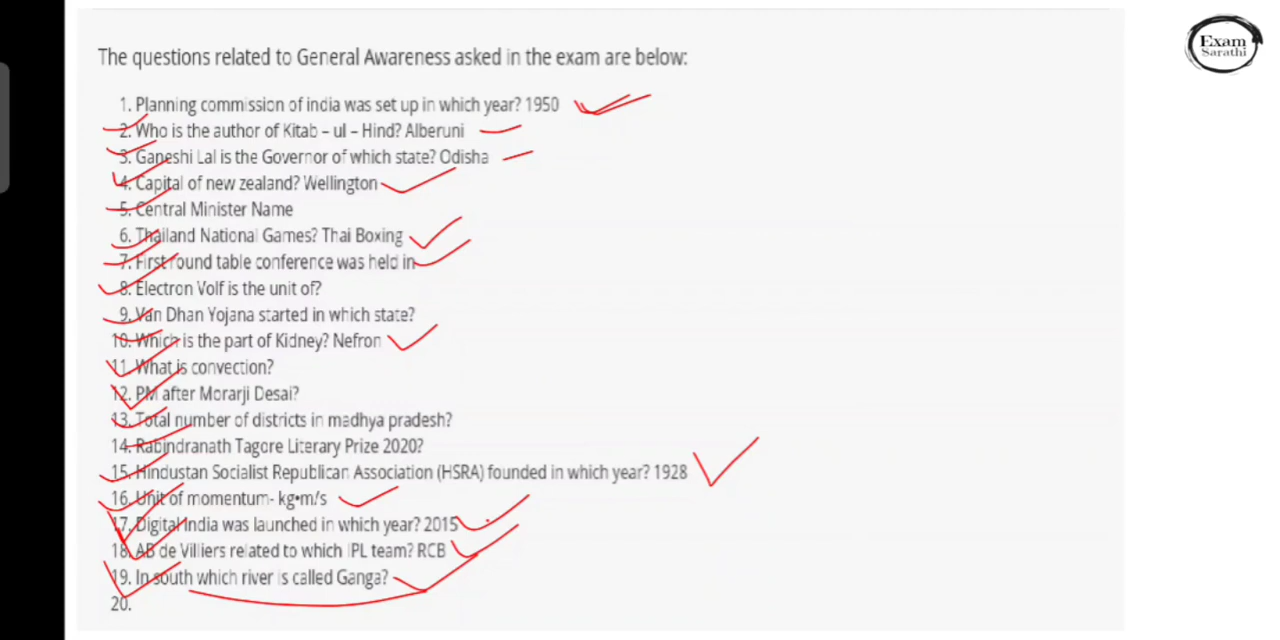 Exam
Sarathi
The questions related to General Awareness asked in the exam are below:
1. Planning commission of india was set up in which year? 1950
2. Who is the author of Kitab – ul – Hind? Alberuni
3. Ganeshi Lal is the Governor of which state? Odisha
4. Capital of new zealand? Wellington
5. Central Minister Name
6. Thailand National Games? Thai Boxing
7. First round table conference was held in
8. Electron Volf is the unit of?
9. Van Dhan Yojana started in which state?
10. Which is the part of Kidney? Nefron
11. What is convection?
12. PM after Morarji Desai?
13. Total number of districts in madhya pradesh?
14. Rabindranath Tagore Literary Prize 2020?
15. Hindustan Socialist Republican Association (HSRA) founded in which year? 1928
16. Unit of momentum- kg•m/s
17. Digital India was launched in which year? 2015
18. AB de Villiers related to which IPL team? RCB
19. In south which river is called Ganga?
20.